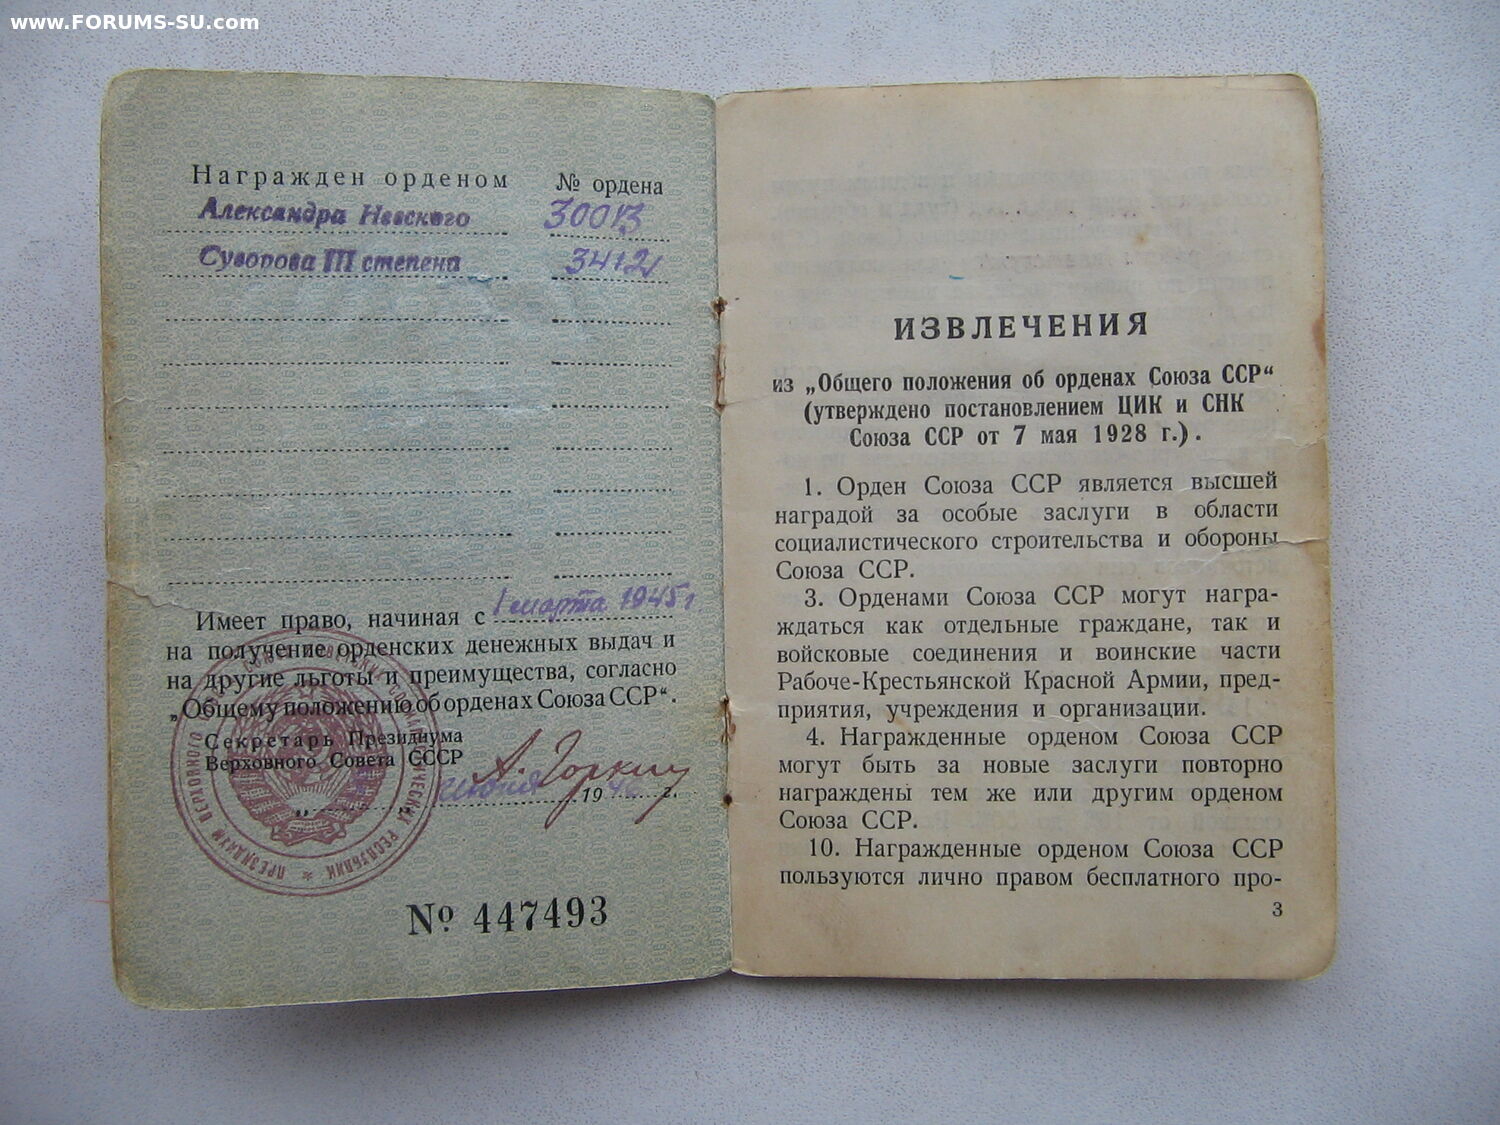 www.FORUMS-SU.com
Награжден орденом № ордена
Александра Невского 30013
Суворова III степени 3412
Имеет право, начиная с 1 марта 1945 г.
на получение орденских денежных выдач и
на другие льготы и преимущества, согласно
„Общему положению об орденах Союза ССР“.
Секретарь Президиума
Верховного Совета СССР
А. Горкин
июня 19 г.
№ 447493
ИЗВЛЕЧЕНИЯ
из „Общего положения об орденах Союза ССР“
(утверждено постановлением ЦИК и СНК
Союза ССР от 7 мая 1928 г.).
1. Орден Союза ССР является высшей
наградой за особые заслуги в области
социалистического строительства и обороны
Союза ССР.
3. Орденами Союза ССР могут награ-
ждаться как отдельные граждане, так и
войсковые соединения и воинские части
Рабоче-Крестьянской Красной Армии, пред-
приятия, учреждения и организации.
4. Награжденные орденом Союза ССР
могут быть за новые заслуги повторно
награждены тем же или другим орденом
Союза ССР.
10. Награжденные орденом Союза ССР
пользуются лично правом бесплатного про-
3